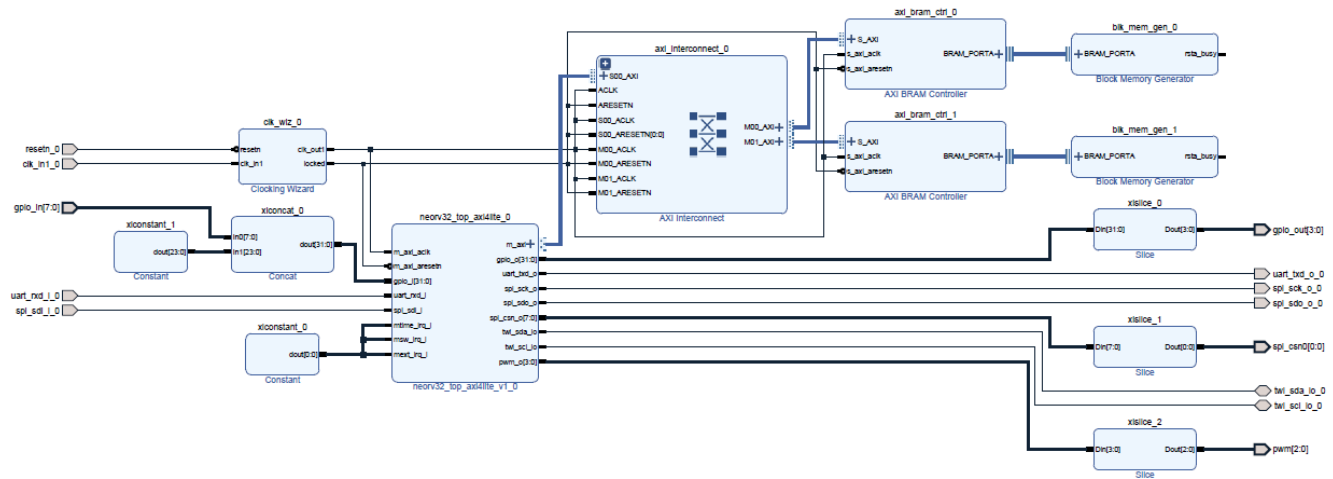 axi_bram_ctrl_0
S_AXI
s_axi_aclk
s_axi_aresetn
BRAM_PORTA
AXI BRAM Controller
blk_mem_gen_0
BRAM_PORTA
rsta_busy
Block Memory Generator
axi_interconnect_0
S00_AXI
ACLK
ARESETN
S00_ACLK
S00_ARESETN[0:0]
M00_ACLK
M00_ARESETN
M01_ACLK
M01_ARESETN
M00_AXI
M01_AXI
AXI Interconnect
axi_bram_ctrl_1
S_AXI
s_axi_aclk
s_axi_aresetn
BRAM_PORTA
AXI BRAM Controller
blk_mem_gen_1
BRAM_PORTA
rsta_busy
Block Memory Generator
resetn_0
clk_in1_0
clk_wiz_0
resetn
clk_in1
clk_out1
locked
Clocking Wizard
gpio_in[7:0]
xlconstant_1
dout[23:0]
Constant
xlconcat_0
In0[7:0]
In1[23:0]
dout[31:0]
Concat
uart_rxd_i_0
spi_sdi_i_0
xlconstant_0
dout[0:0]
Constant
neorv32_top_axi4lite_0
m_axi_aclk
m_axi_aresetn
gpio_i[31:0]
uart_rxd_i
spi_sdi_i
mtime_irq_i
msw_irq_i
mext_irq_i
m_axi
gpio_o[31:0]
uart_txd_o
spi_sck_o
spi_sdo_o
spi_csn_o[7:0]
twi_sda_io
twi_scl_io
pwm_o[3:0]
neorv32_top_axi4lite_v1_0
xlslice_0
Din[31:0]
Dout[3:0]
Slice
gpio_out[3:0]
uart_txd_o_0
spi_sck_o_0
spi_sdo_o_0
xlslice_1
Din[7:0]
Dout[0:0]
Slice
spi_csn0[0:0]
twi_sda_io_0
twi_scl_io_0
xlslice_2
Din[3:0]
Dout[2:0]
Slice
pwm[2:0]